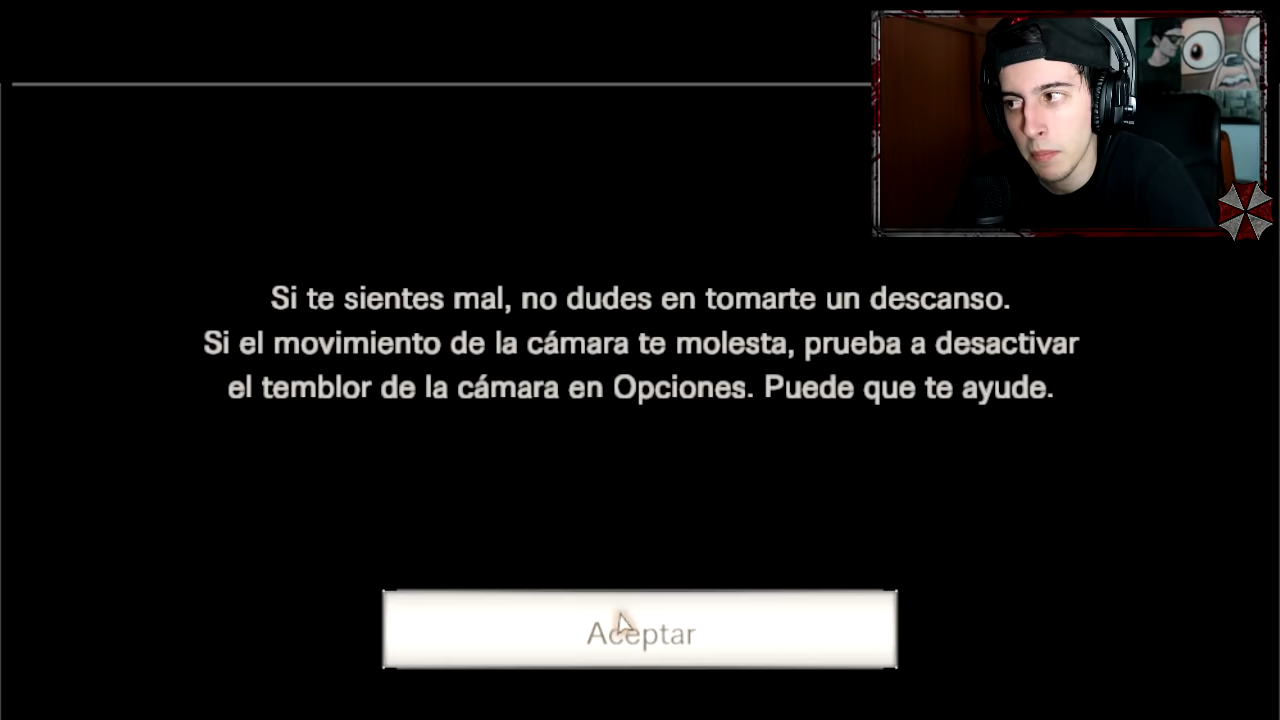 Si te sientes mal, no dudes en tomarte un descanso.
Si el movimiento de la cámara te molesta, prueba a desactivar
el temblor de la cámara en Opciones. Puede que te ayude.
Aceptar